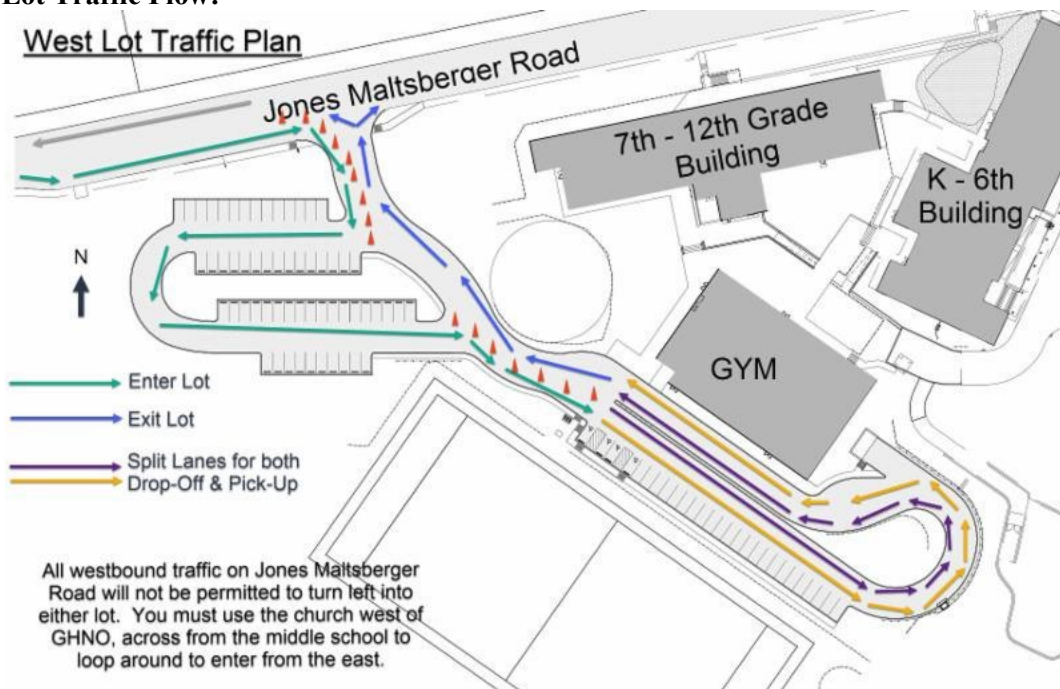 Lot Traffic Flow:
West Lot Traffic Plan
Jones Maltsberger Road
7th - 12th Grade
Building
K - 6th
Building
N
GYM
Enter Lot
Exit Lot
Split Lanes for both
Drop-Off & Pick-Up
All westbound traffic on Jones Maltsberger
Road will not be permitted to turn left into
either lot. You must use the church west of
GHNO, across from the middle school to
loop around to enter from the east.